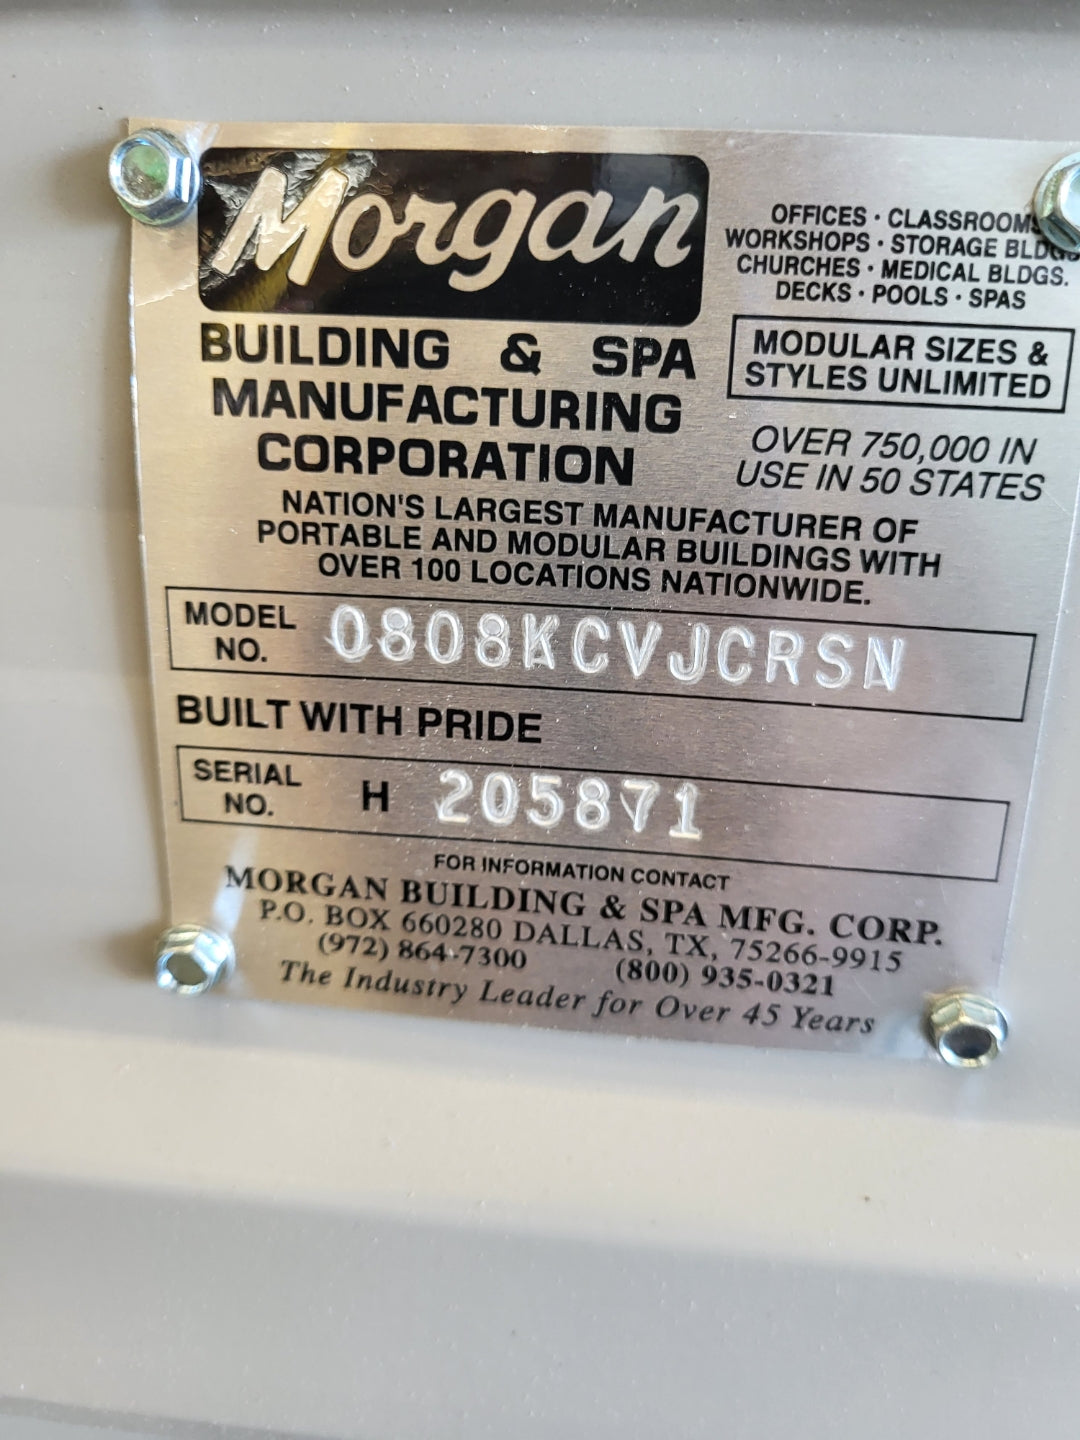 Morgan
BUILDING & SPA
MANUFACTURING
CORPORATION
OFFICES · CLASSROOMS
WORKSHOPS · STORAGE BLDGS
CHURCHES · MEDICAL BLDGS.
DECKS · POOLS · SPAS
MODULAR SIZES &
STYLES UNLIMITED
OVER 750,000 IN
USE IN 50 STATES
NATION'S LARGEST MANUFACTURER OF
PORTABLE AND MODULAR BUILDINGS WITH
OVER 100 LOCATIONS NATIONWIDE.
MODEL NO. 0808KCVJCRSN
BUILT WITH PRIDE
SERIAL NO. H 205871
FOR INFORMATION CONTACT
MORGAN BUILDING & SPA MFG. CORP.
P.O. BOX 660280 DALLAS, TX, 75266-9915
(972) 864-7300 (800) 935-0321
The Industry Leader for Over 45 Years